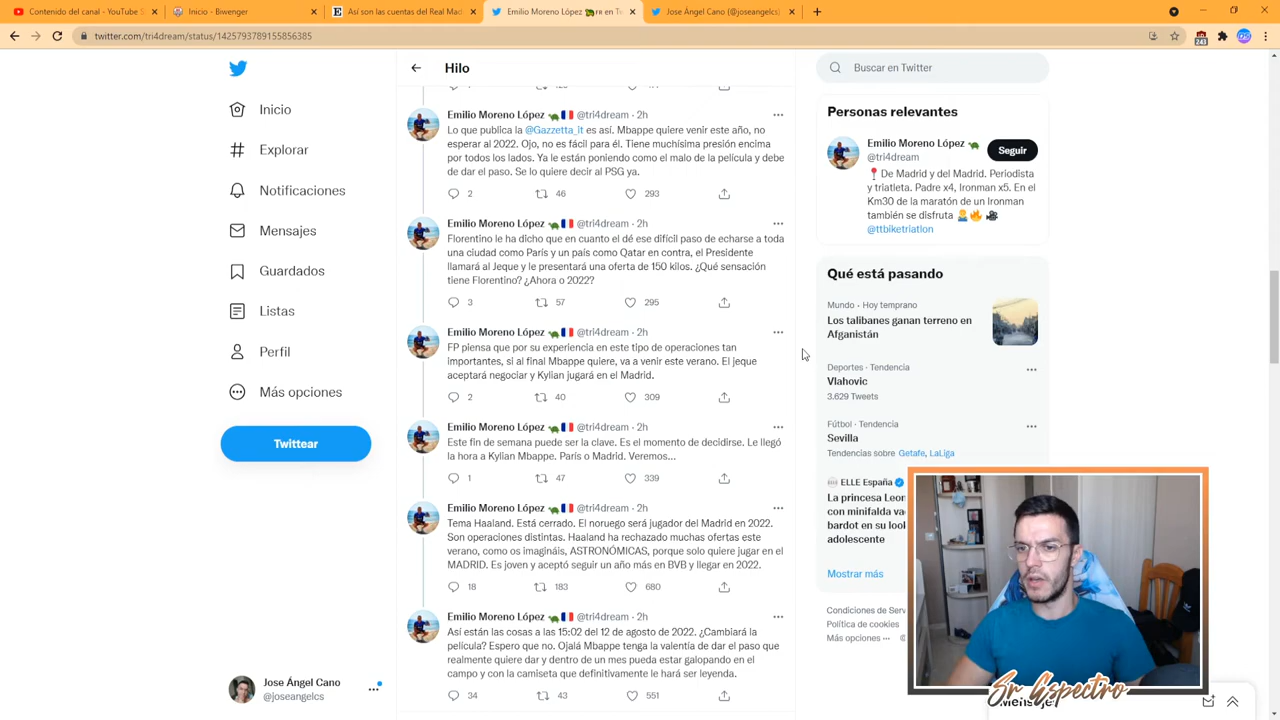 Contenido del canal - YouTube S
Inicio - Biwenger
Así son las cuentas del Real Mad
Emilio Moreno López
Jose Ángel Cano (@joseangelcs)
twitter.com/tri4dream/status/1425793789155856385
243
Inicio
Explorar
Notificaciones
Mensajes
Guardados
Listas
Perfil
Más opciones
Twittear
Jose Ángel Cano
@joseangelcs
Hilo
Emilio Moreno López @tri4dream · 2h
Lo que publica la @Gazzetta_it es así. Mbappe quiere venir este año, no
esperar al 2022. Ojo, no es fácil para él. Tiene muchísima presión encima
por todos los lados. Ya le están poniendo como el malo de la película y debe
de dar el paso. Se lo quiere decir al PSG ya.
2 46 293
Emilio Moreno López @tri4dream · 2h
Florentino le ha dicho que en cuanto el dé ese difícil paso de echarse a toda
una ciudad como París y un país como Qatar en contra, el Presidente
llamará al Jeque y le presentará una oferta de 150 kilos. ¿Qué sensación
tiene Florentino? ¿Ahora o 2022?
3 57 295
Emilio Moreno López @tri4dream · 2h
FP piensa que por su experiencia en este tipo de operaciones tan
importantes, si al final Mbappe quiere, va a venir este verano. El jeque
aceptará negociar y Kylian jugará en el Madrid.
2 40 309
Emilio Moreno López @tri4dream · 2h
Este fin de semana puede ser la clave. Es el momento de decidirse. Le llegó
la hora a Kylian Mbappe. París o Madrid. Veremos...
1 47 339
Emilio Moreno López @tri4dream · 2h
Tema Haaland. Está cerrado. El noruego será jugador del Madrid en 2022.
Son operaciones distintas. Haaland ha rechazado muchas ofertas este
verano, como os imagináis, ASTRONÓMICAS, porque solo quiere jugar en el
MADRID. Es joven y aceptó seguir un año más en BVB y llegar en 2022.
18 183 680
Emilio Moreno López @tri4dream · 2h
Así están las cosas a las 15:02 del 12 de agosto de 2022. ¿Cambiará la
película? Espero que no. Ojalá Mbappe tenga la valentía de dar el paso que
realmente quiere dar y dentro de un mes pueda estar galopando en el
campo y con la camiseta que definitivamente le hará ser leyenda.
34 43 551
Buscar en Twitter
Personas relevantes
Emilio Moreno López
@tri4dream
Seguir
De Madrid y del Madrid. Periodista
y triatleta. Padre x4, Ironman x5. En el
Km30 de la maratón de un Ironman
también se disfruta
@ttbiketriatlon
Qué está pasando
Mundo · Hoy temprano
Los talibanes ganan terreno en
Afganistán
Deportes · Tendencia
Vlahovic
3.629 Tweets
Fútbol · Tendencia
Sevilla
Tendencias sobre Getafe, LaLiga
ELLE España
La princesa Leon
con minifalda va
bardot en su look
adolescente
Mostrar más
Condiciones de Serv
Política de cookies
Más opciones
Sr Espectro
Mensajes